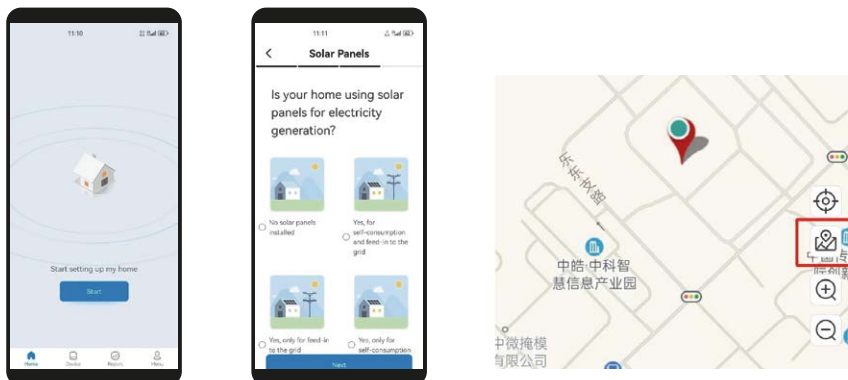 11:10
Start setting up my home
Start
Home
Device
Report
Menu
11:11
Solar Panels
Is your home using solar
panels for electricity
generation?
No solar panels
installed
Yes, for
self-consumption
and feed-in to the
grid
Yes, only for feed-in
to the grid
Yes, only for
self-consumption
Next
乐东支路
中皓·中科智
慧信息产业园
中微掩模
有限公司